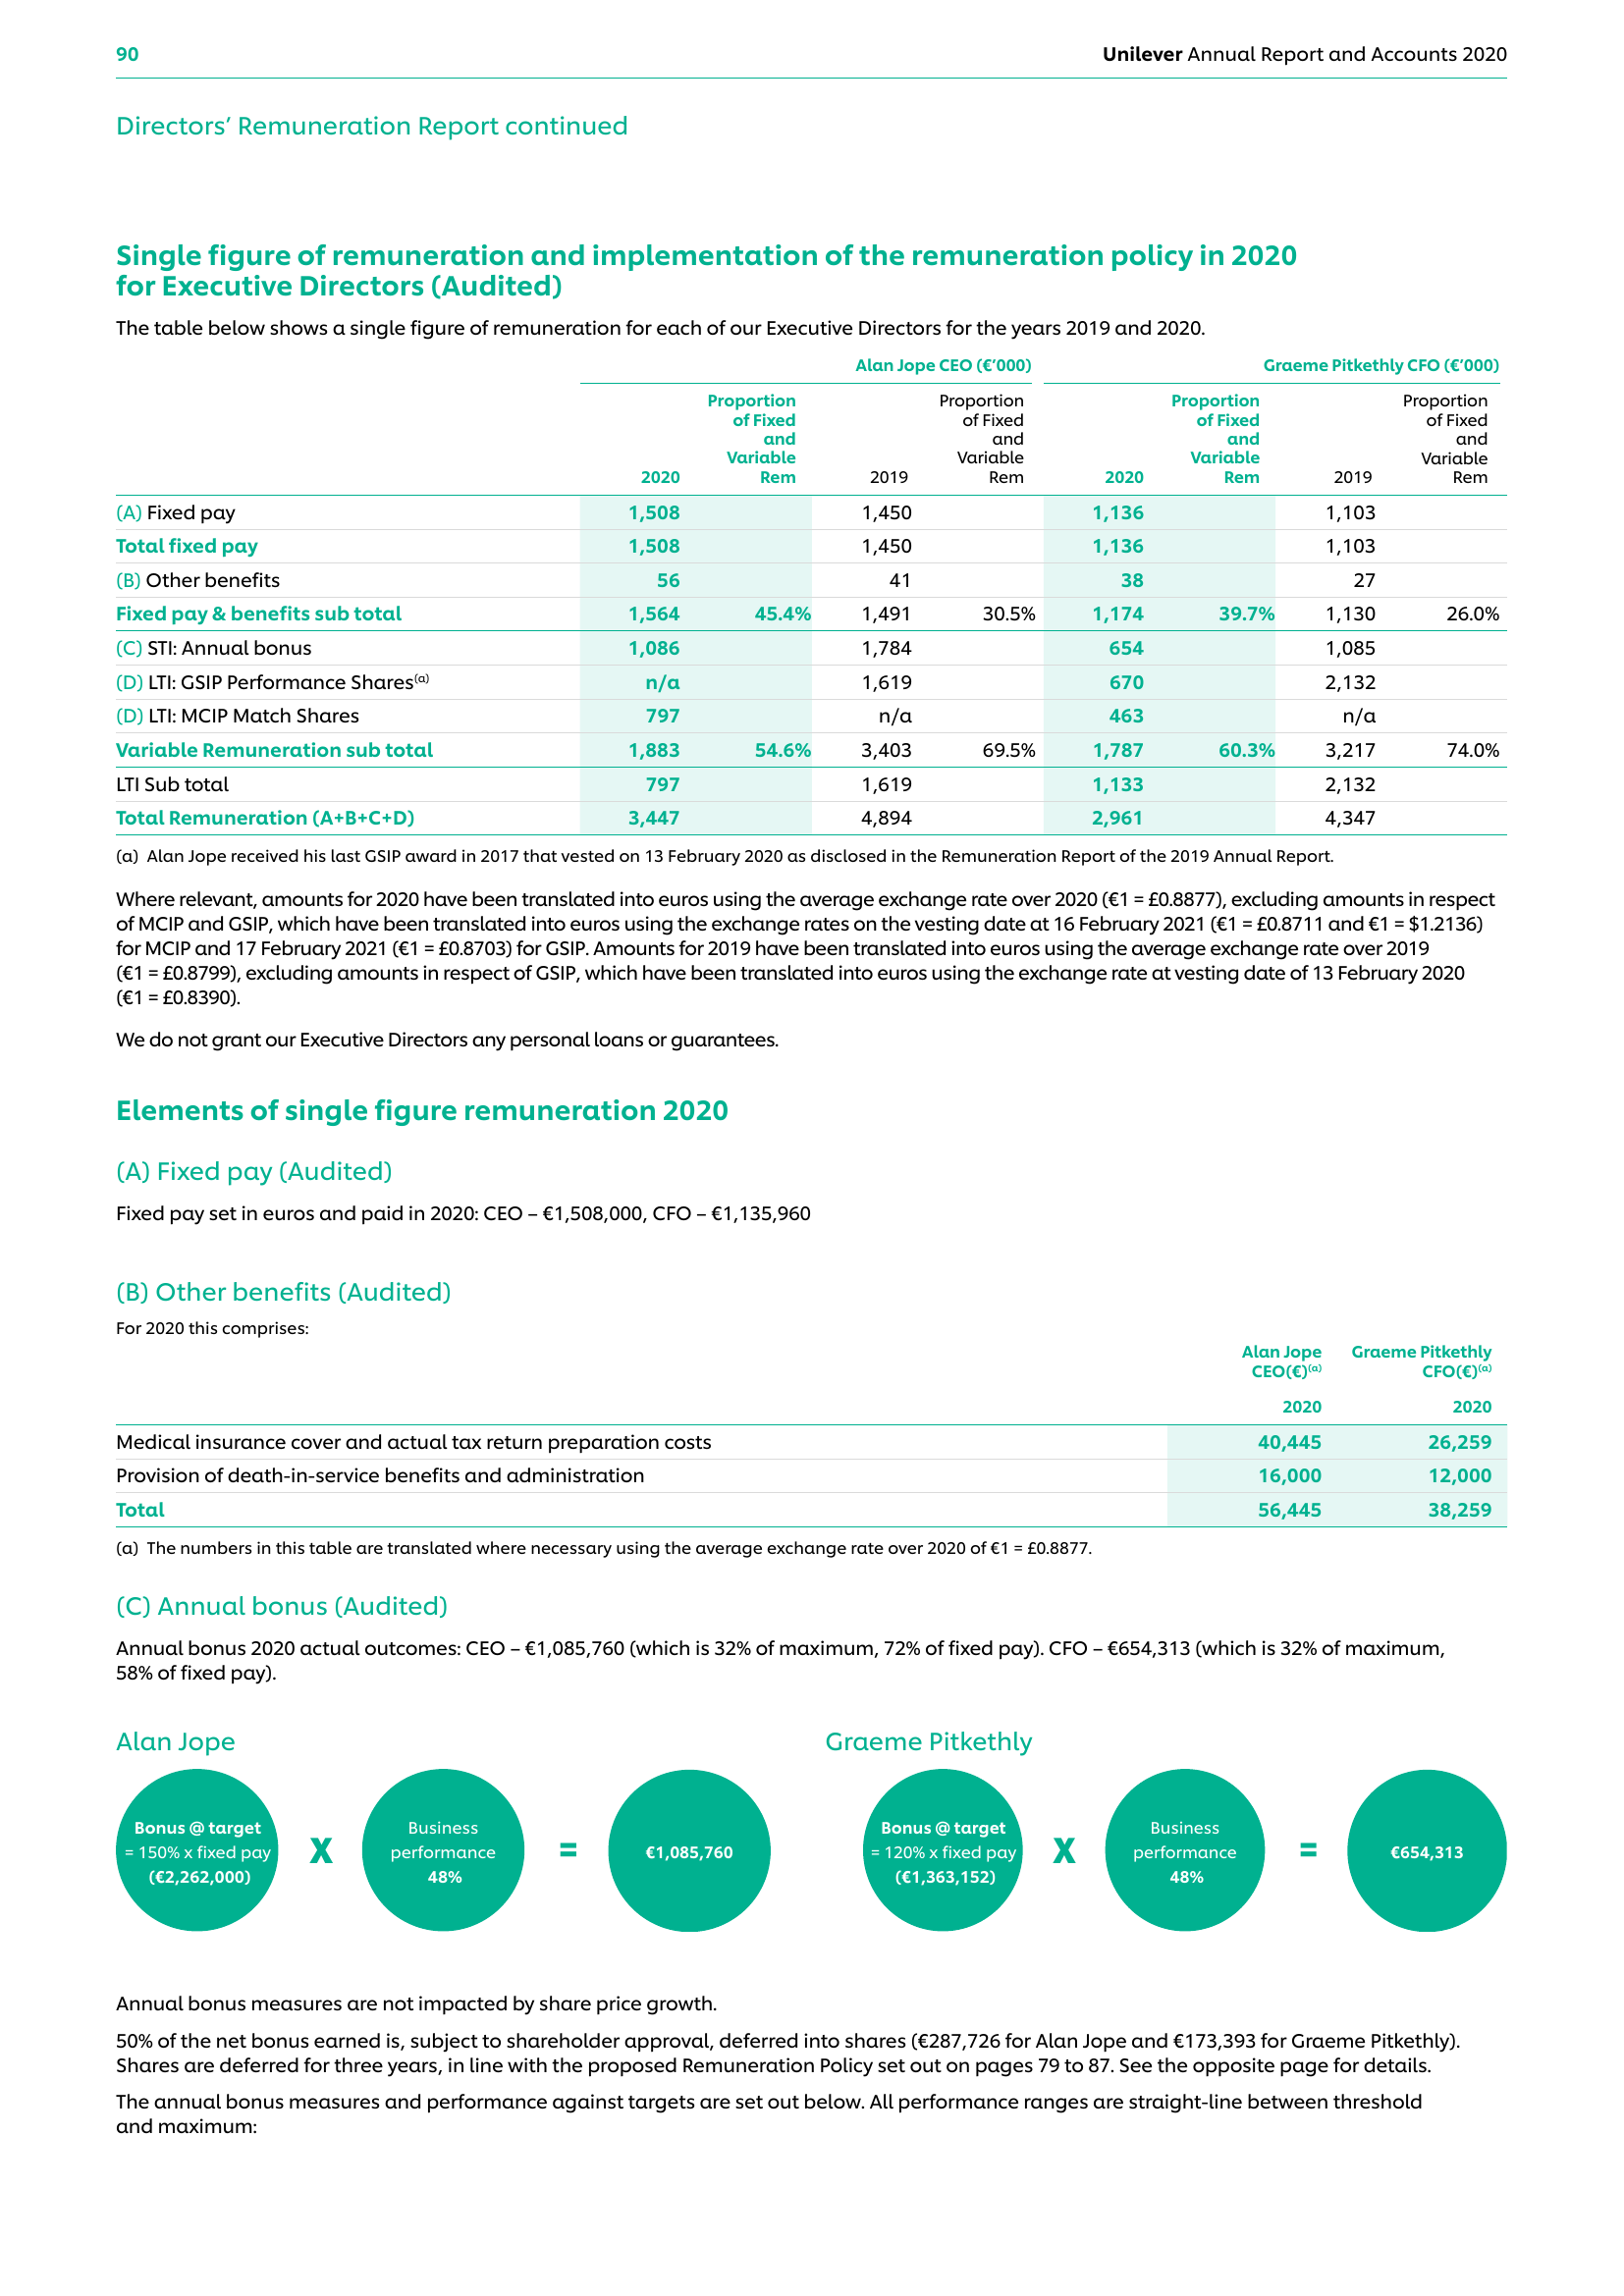 90
Unilever Annual Report and Accounts 2020
Directors’ Remuneration Report continued
Single figure of remuneration and implementation of the remuneration policy in 2020
for Executive Directors (Audited)
The table below shows a single figure of remuneration for each of our Executive Directors for the years 2019 and 2020.
Alan Jope CEO (€’000) Graeme Pitkethly CFO (€’000)
2020 Proportion of Fixed and Variable Rem 2019 Proportion of Fixed and Variable Rem 2020 Proportion of Fixed and Variable Rem 2019 Proportion of Fixed and Variable Rem
(A) Fixed pay 1,508 1,450 1,136 1,103
Total fixed pay 1,508 1,450 1,136 1,103
(B) Other benefits 56 41 38 27
Fixed pay & benefits sub total 1,564 45.4% 1,491 30.5% 1,174 39.7% 1,130 26.0%
(C) STI: Annual bonus 1,086 1,784 654 1,085
(D) LTI: GSIP Performance Shares(a) n/a 1,619 670 2,132
(D) LTI: MCIP Match Shares 797 n/a 463 n/a
Variable Remuneration sub total 1,883 54.6% 3,403 69.5% 1,787 60.3% 3,217 74.0%
LTI Sub total 797 1,619 1,133 2,132
Total Remuneration (A+B+C+D) 3,447 4,894 2,961 4,347
(a) Alan Jope received his last GSIP award in 2017 that vested on 13 February 2020 as disclosed in the Remuneration Report of the 2019 Annual Report.
Where relevant, amounts for 2020 have been translated into euros using the average exchange rate over 2020 (€1 = £0.8877), excluding amounts in respect
of MCIP and GSIP, which have been translated into euros using the exchange rates on the vesting date at 16 February 2021 (€1 = £0.8711 and €1 = $1.2136)
for MCIP and 17 February 2021 (€1 = £0.8703) for GSIP. Amounts for 2019 have been translated into euros using the average exchange rate over 2019
(€1 = £0.8799), excluding amounts in respect of GSIP, which have been translated into euros using the exchange rate at vesting date of 13 February 2020
(€1 = £0.8390).
We do not grant our Executive Directors any personal loans or guarantees.
Elements of single figure remuneration 2020
(A) Fixed pay (Audited)
Fixed pay set in euros and paid in 2020: CEO – €1,508,000, CFO – €1,135,960
(B) Other benefits (Audited)
For 2020 this comprises:
Alan Jope Graeme Pitkethly
CEO(€)(a) CFO(€)(a)
2020 2020
Medical insurance cover and actual tax return preparation costs 40,445 26,259
Provision of death-in-service benefits and administration 16,000 12,000
Total 56,445 38,259
(a) The numbers in this table are translated where necessary using the average exchange rate over 2020 of €1 = £0.8877.
(C) Annual bonus (Audited)
Annual bonus 2020 actual outcomes: CEO – €1,085,760 (which is 32% of maximum, 72% of fixed pay). CFO – €654,313 (which is 32% of maximum,
58% of fixed pay).
Alan Jope
Bonus @ target
= 150% x fixed pay
(€2,262,000)
X
Business
performance
48%
=
€1,085,760
Graeme Pitkethly
Bonus @ target
= 120% x fixed pay
(€1,363,152)
X
Business
performance
48%
=
€654,313
Annual bonus measures are not impacted by share price growth.
50% of the net bonus earned is, subject to shareholder approval, deferred into shares (€287,726 for Alan Jope and €173,393 for Graeme Pitkethly).
Shares are deferred for three years, in line with the proposed Remuneration Policy set out on pages 79 to 87. See the opposite page for details.
The annual bonus measures and performance against targets are set out below. All performance ranges are straight-line between threshold
and maximum: